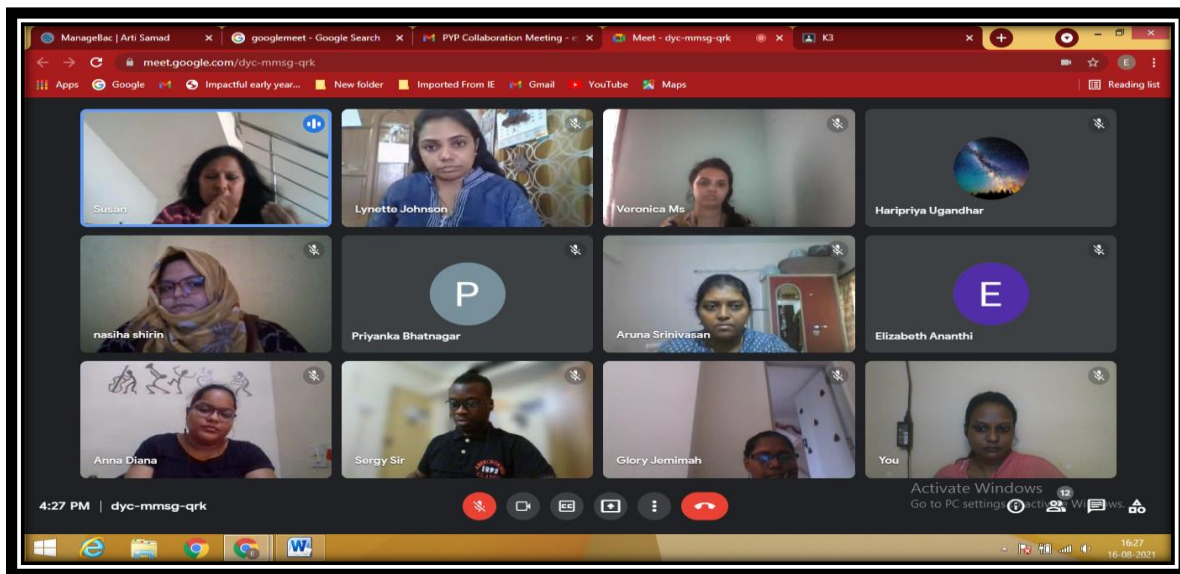 ManageBac | Arti Samad
googlemeet - Google Search
PYP Collaboration Meeting - e
Meet - dyc-mmsg-qrk
K3
meet.google.com/dyc-mmsg-qrk
E
Apps Google Impactful early year... New folder Imported From IE Gmail YouTube Maps Reading list
Susan Lynette Johnson Veronica Ms Haripriya Ugandhar
P E
nasiha shirin Priyanka Bhatnagar Aruna Srinivasan Elizabeth Ananthi
1892
Anna Diana Sergy Sir Glory Jemimah You
Activate Windows
12
4:27 PM | dyc-mmsg-qrk
Go to PC settings
W
16:27
16-08-2021